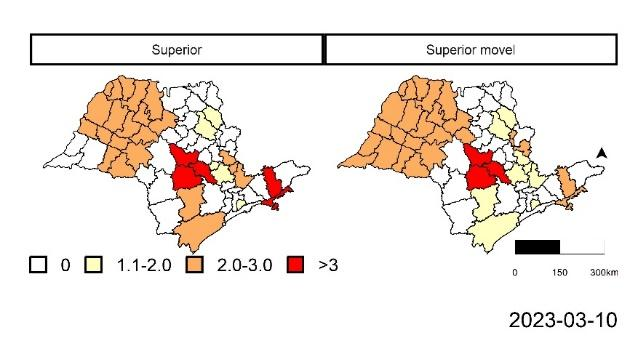 Superior
Superior movel
0 1.1-2.0 2.0-3.0 >3
0 150 300km
2023-03-10